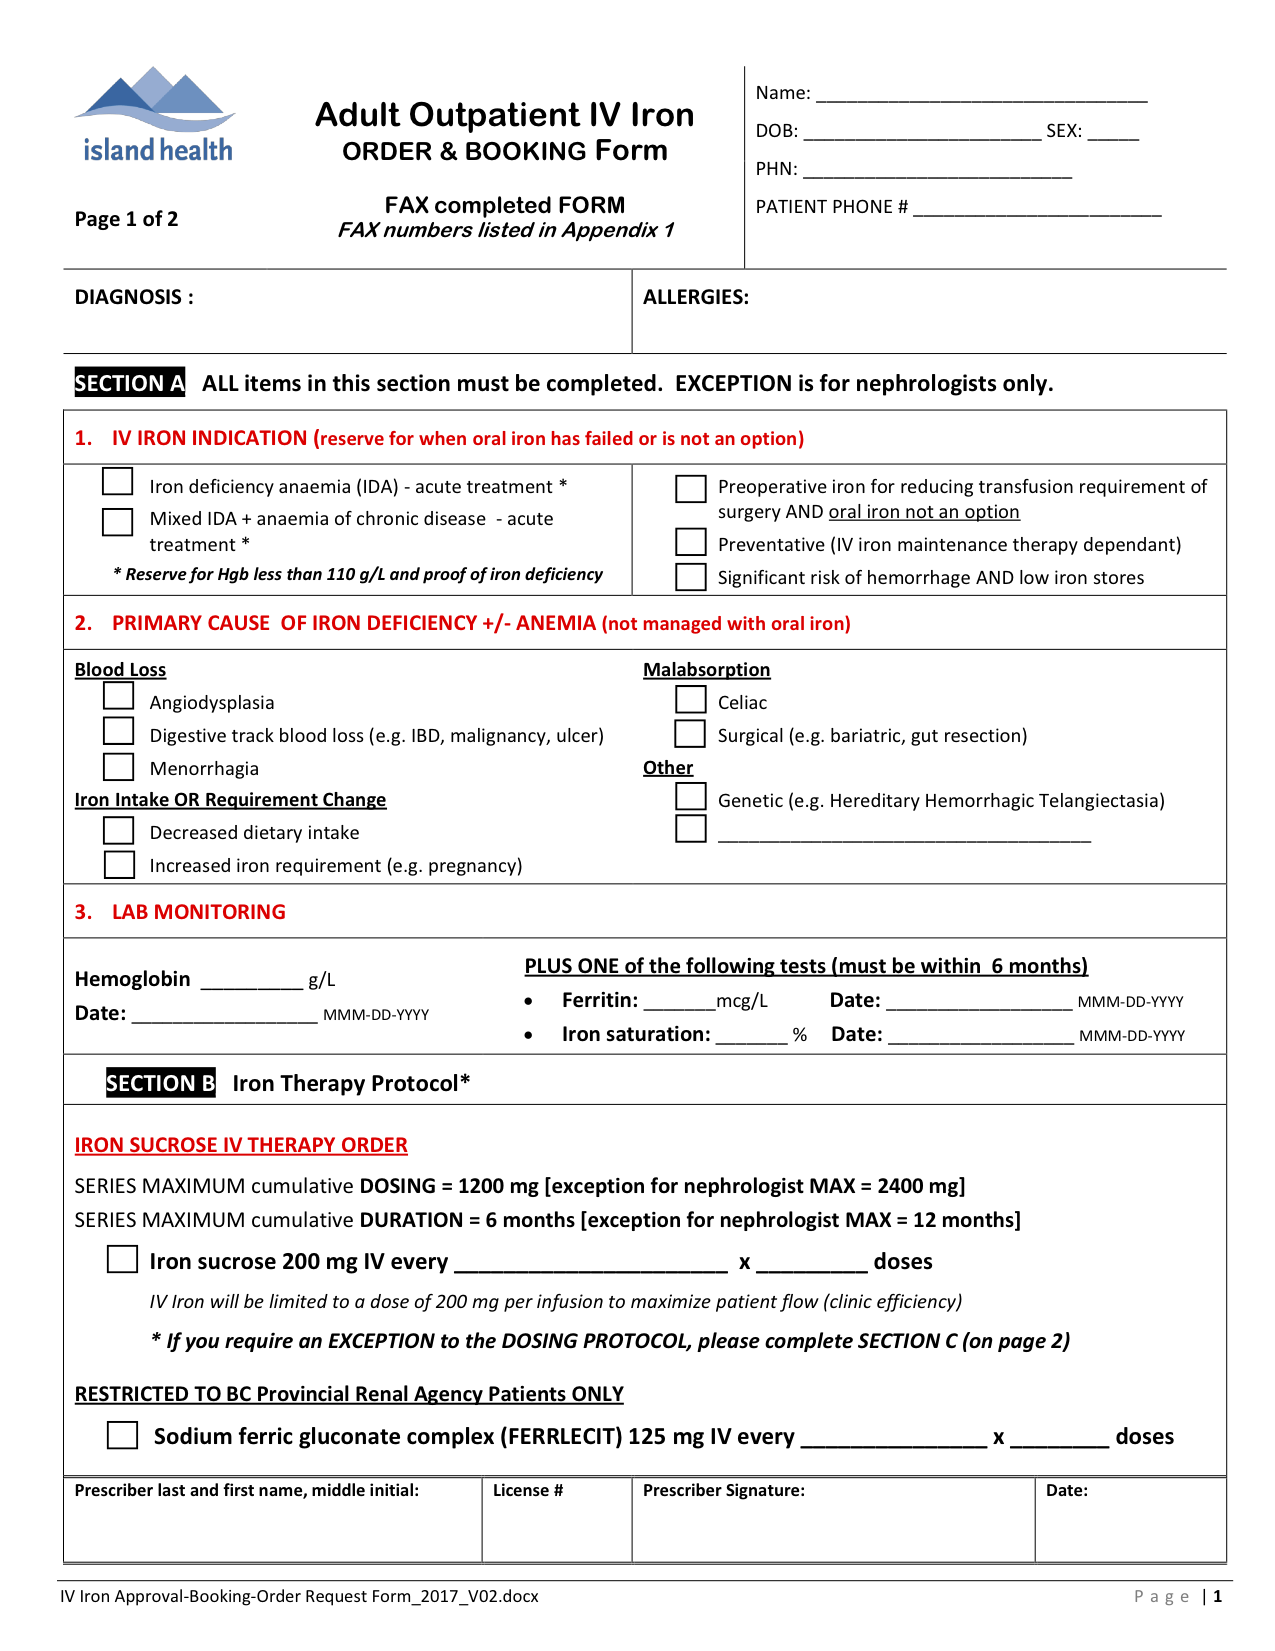 island health
Page 1 of 2
Adult Outpatient IV Iron
ORDER & BOOKING Form
FAX completed FORM
FAX numbers listed in Appendix 1
Name: ________________________________
DOB: _______________________ SEX: _____
PHN: __________________________
PATIENT PHONE # ________________________
DIAGNOSIS :
ALLERGIES:
SECTION A ALL items in this section must be completed. EXCEPTION is for nephrologists only.
1. IV IRON INDICATION (reserve for when oral iron has failed or is not an option)
Iron deficiency anaemia (IDA) - acute treatment *
Mixed IDA + anaemia of chronic disease - acute
treatment *
* Reserve for Hgb less than 110 g/L and proof of iron deficiency
Preoperative iron for reducing transfusion requirement of
surgery AND oral iron not an option
Preventative (IV iron maintenance therapy dependant)
Significant risk of hemorrhage AND low iron stores
2. PRIMARY CAUSE OF IRON DEFICIENCY +/- ANEMIA (not managed with oral iron)
Blood Loss
Angiodysplasia
Digestive track blood loss (e.g. IBD, malignancy, ulcer)
Menorrhagia
Iron Intake OR Requirement Change
Decreased dietary intake
Increased iron requirement (e.g. pregnancy)
Malabsorption
Celiac
Surgical (e.g. bariatric, gut resection)
Other
Genetic (e.g. Hereditary Hemorrhagic Telangiectasia)
____________________________________
3. LAB MONITORING
Hemoglobin _________ g/L
Date: __________________ MMM-DD-YYYY
PLUS ONE of the following tests (must be within 6 months)
• Ferritin: _______mcg/L Date: __________________ MMM-DD-YYYY
• Iron saturation: _______ % Date: __________________ MMM-DD-YYYY
SECTION B Iron Therapy Protocol*
IRON SUCROSE IV THERAPY ORDER
SERIES MAXIMUM cumulative DOSING = 1200 mg [exception for nephrologist MAX = 2400 mg]
SERIES MAXIMUM cumulative DURATION = 6 months [exception for nephrologist MAX = 12 months]
Iron sucrose 200 mg IV every ______________________ x _________ doses
IV Iron will be limited to a dose of 200 mg per infusion to maximize patient flow (clinic efficiency)
* If you require an EXCEPTION to the DOSING PROTOCOL, please complete SECTION C (on page 2)
RESTRICTED TO BC Provincial Renal Agency Patients ONLY
Sodium ferric gluconate complex (FERRLECIT) 125 mg IV every _______________ x ________ doses
Prescriber last and first name, middle initial:
License #
Prescriber Signature:
Date:
IV Iron Approval-Booking-Order Request Form_2017_V02.docx
Page | 1